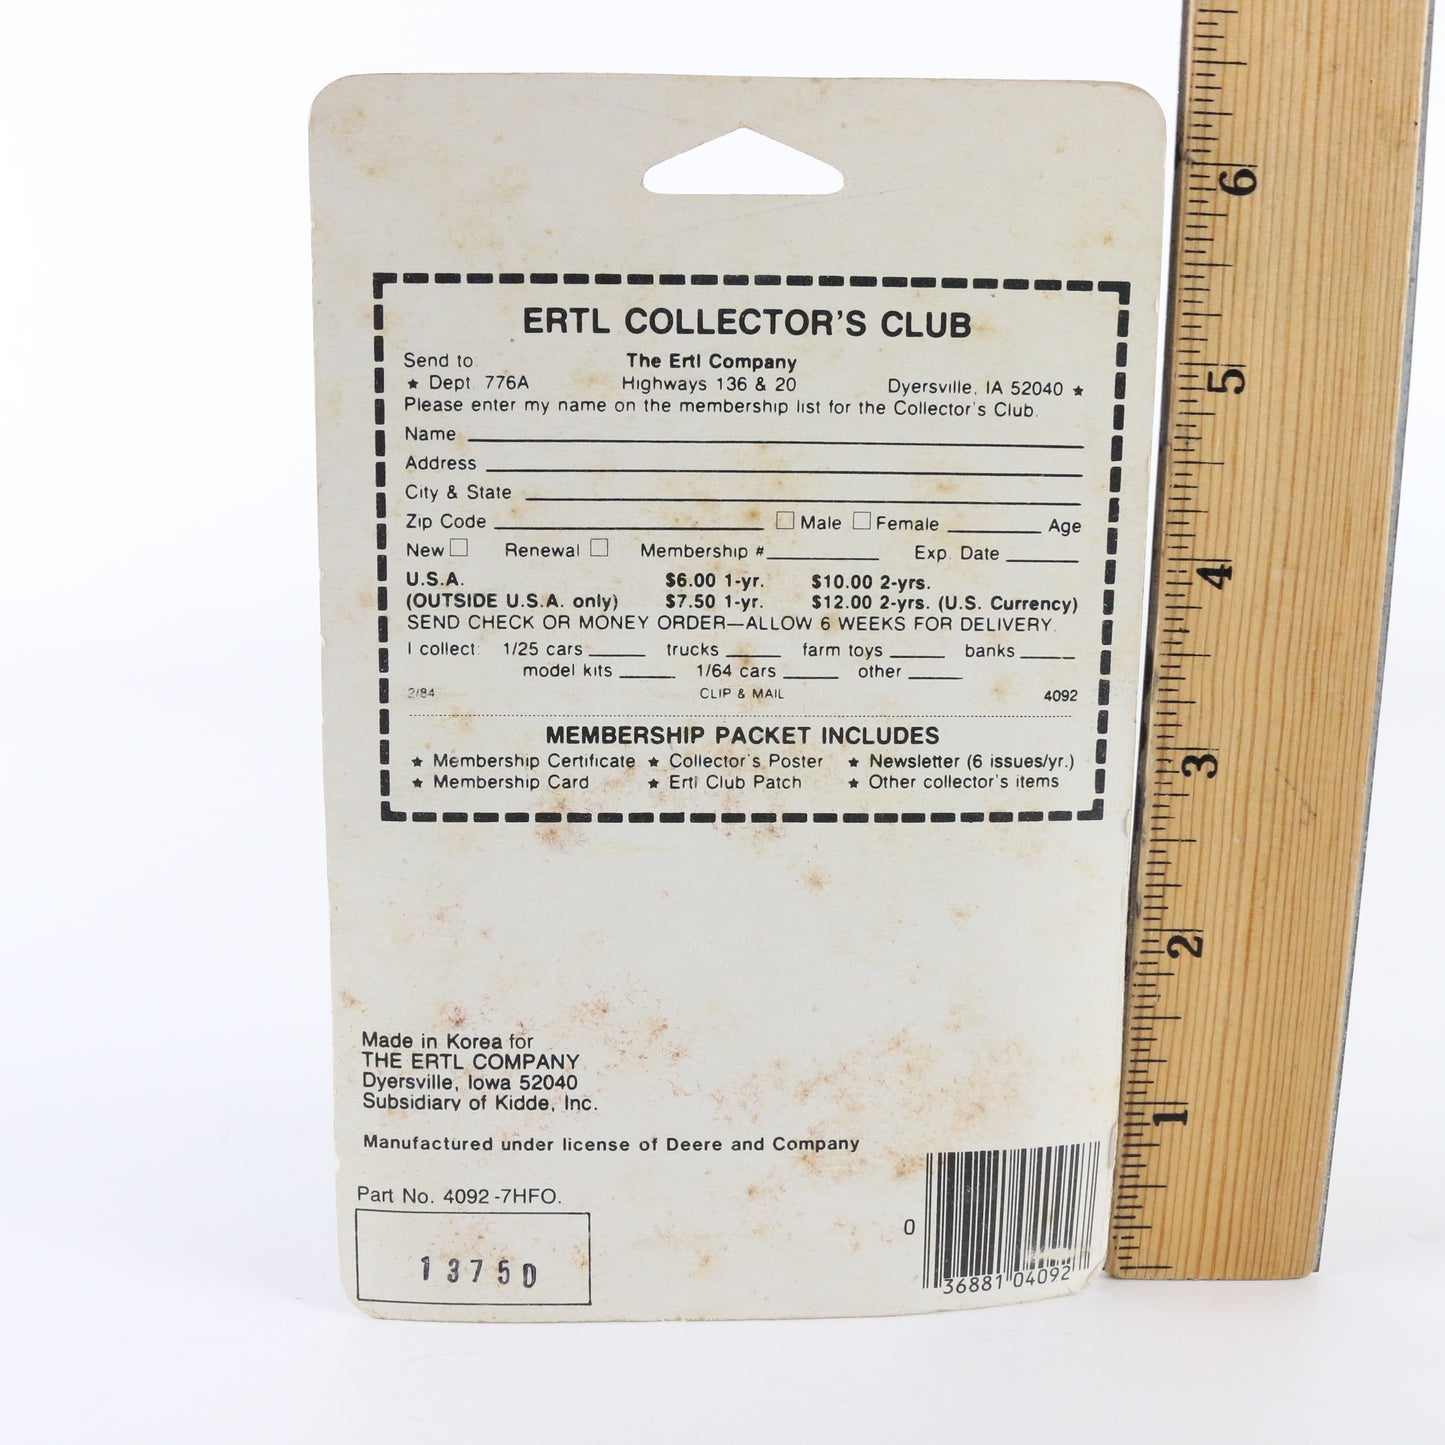 ERTL COLLECTOR'S CLUB
Send to: The Ertl Company
★ Dept. 776A Highways 136 & 20 Dyersville, IA 52040 ★
Please enter my name on the membership list for the Collector's Club.
Name
Address
City & State
Zip Code Male Female Age
New Renewal Membership # Exp. Date
U.S.A. $6.00 1-yr. $10.00 2-yrs.
(OUTSIDE U.S.A. only) $7.50 1-yr. $12.00 2-yrs. (U.S. Currency)
SEND CHECK OR MONEY ORDER—ALLOW 6 WEEKS FOR DELIVERY.
I collect: 1/25 cars trucks farm toys banks
model kits 1/64 cars other
2/84 CLIP & MAIL 4092
MEMBERSHIP PACKET INCLUDES
★ Membership Certificate ★ Collector's Poster ★ Newsletter (6 issues/yr.)
★ Membership Card ★ Ertl Club Patch ★ Other collector's items
Made in Korea for
THE ERTL COMPANY
Dyersville, Iowa 52040
Subsidiary of Kidde, Inc.
Manufactured under license of Deere and Company
Part No. 4092-7HFO.
13750
0 36881 04092
6
5
4
3
2
1